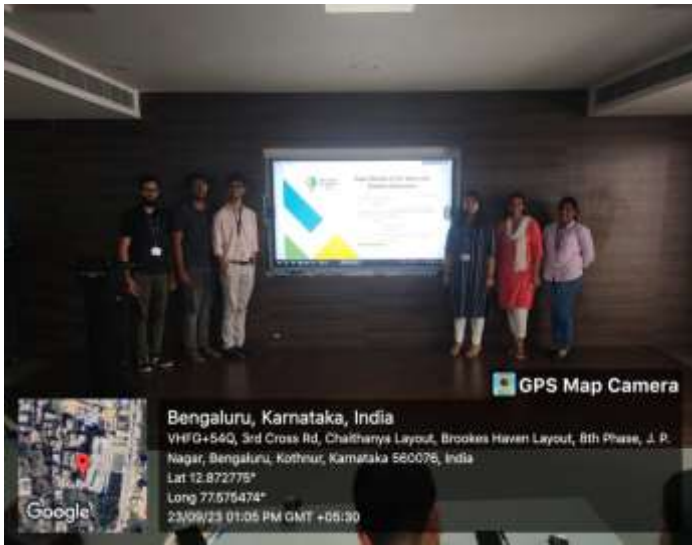 GPS Map Camera
Bengaluru, Karnataka, India
VHFG+54Q, 3rd Cross Rd, Chaithanya Layout, Brookes Haven Layout, 8th Phase, J. P.
Nagar, Bengaluru, Kothnur, Karnataka 560076, India
Lat 12.872775°
Long 77.575474°
23/09/23 01:05 PM GMT +05:30
Google